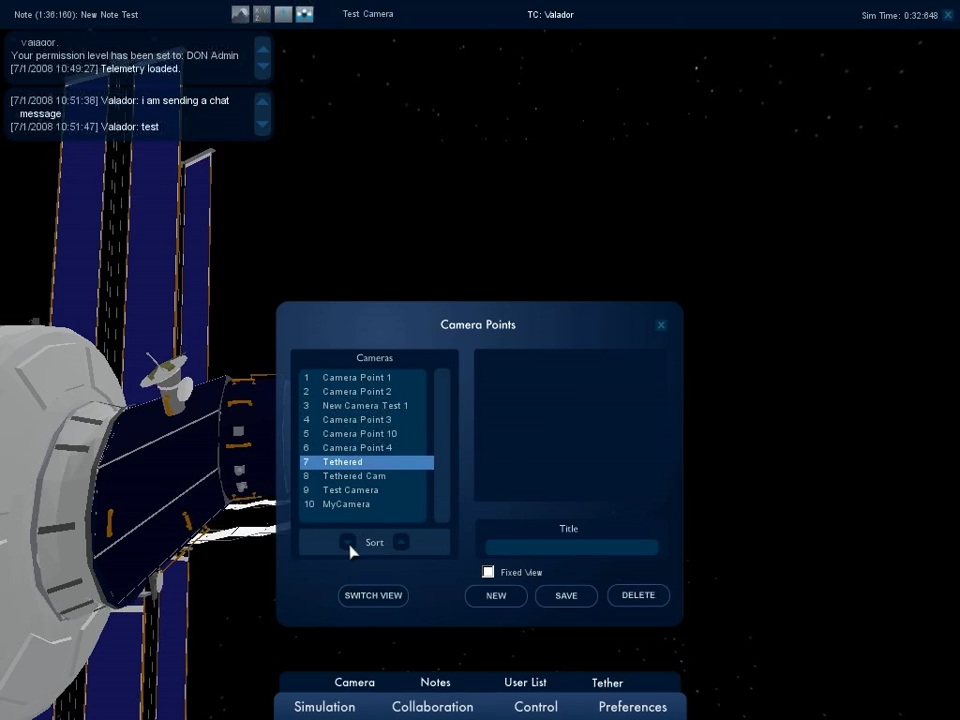 Note (1:36:160): New Note Test
Test Camera
TC: Valador
Sim Time: 0:32:648
Valador.
Your permission level has been set to: DON Admin
[7/1/2008 10:49:27] Telemetry loaded.
[7/1/2008 10:51:38] Valador: i am sending a chat
message
[7/1/2008 10:51:47] Valador: test
Camera Points
Cameras
1 Camera Point 1
2 Camera Point 2
3 New Camera Test 1
4 Camera Point 3
5 Camera Point 10
6 Camera Point 4
7 Tethered
8 Tethered Cam
9 Test Camera
10 MyCamera
Sort
Title
Fixed View
SWITCH VIEW
NEW
SAVE
DELETE
Camera
Notes
User List
Tether
Simulation
Collaboration
Control
Preferences